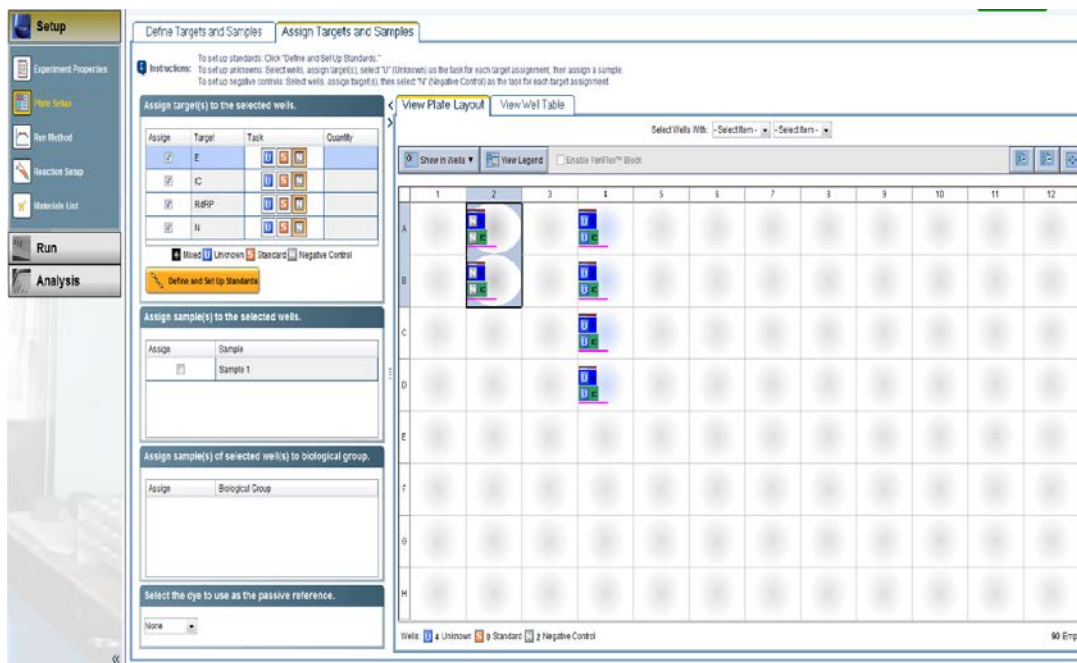 Setup
Experiment Properties
Plate Setup
Run Method
Reaction Setup
Materials List
Run
Analysis
Define Targets and Samples
Assign Targets and Samples
Instructions:
To set up standards: Click "Define and Set Up Standards."
To set up unknowns: Select wells, assign target(s), select "U" (Unknown) as the task for each target assignment, then assign a sample.
To set up negative controls: Select wells, assign target(s), then select "N" (Negative Control) as the task for each target assignment.
Assign target(s) to the selected wells.
Assign Target Task Quantity
E U S N
IC U S N
RdRP U S N
N U S N
Mixed U Unknown S Standard N Negative Control
Define and Set Up Standards
Assign sample(s) to the selected wells.
Assign Sample
Sample 1
Assign sample(s) of selected well(s) to biological group.
Assign Biological Group
Select the dye to use as the passive reference.
None
View Plate Layout
View Well Table
Select Wells With: - Select Item - - Select Item -
Show in Wells ▼ View Legend Enable VeriFlex™ Block
1 2 3 4 5 6 7 8 9 10 11 12
A N U
N C U C
B N U
N C U C
C U
U C
D U
U C
E
F
G
H
Wells: U 4 Unknown S 0 Standard N 2 Negative Control
90 Emp
«